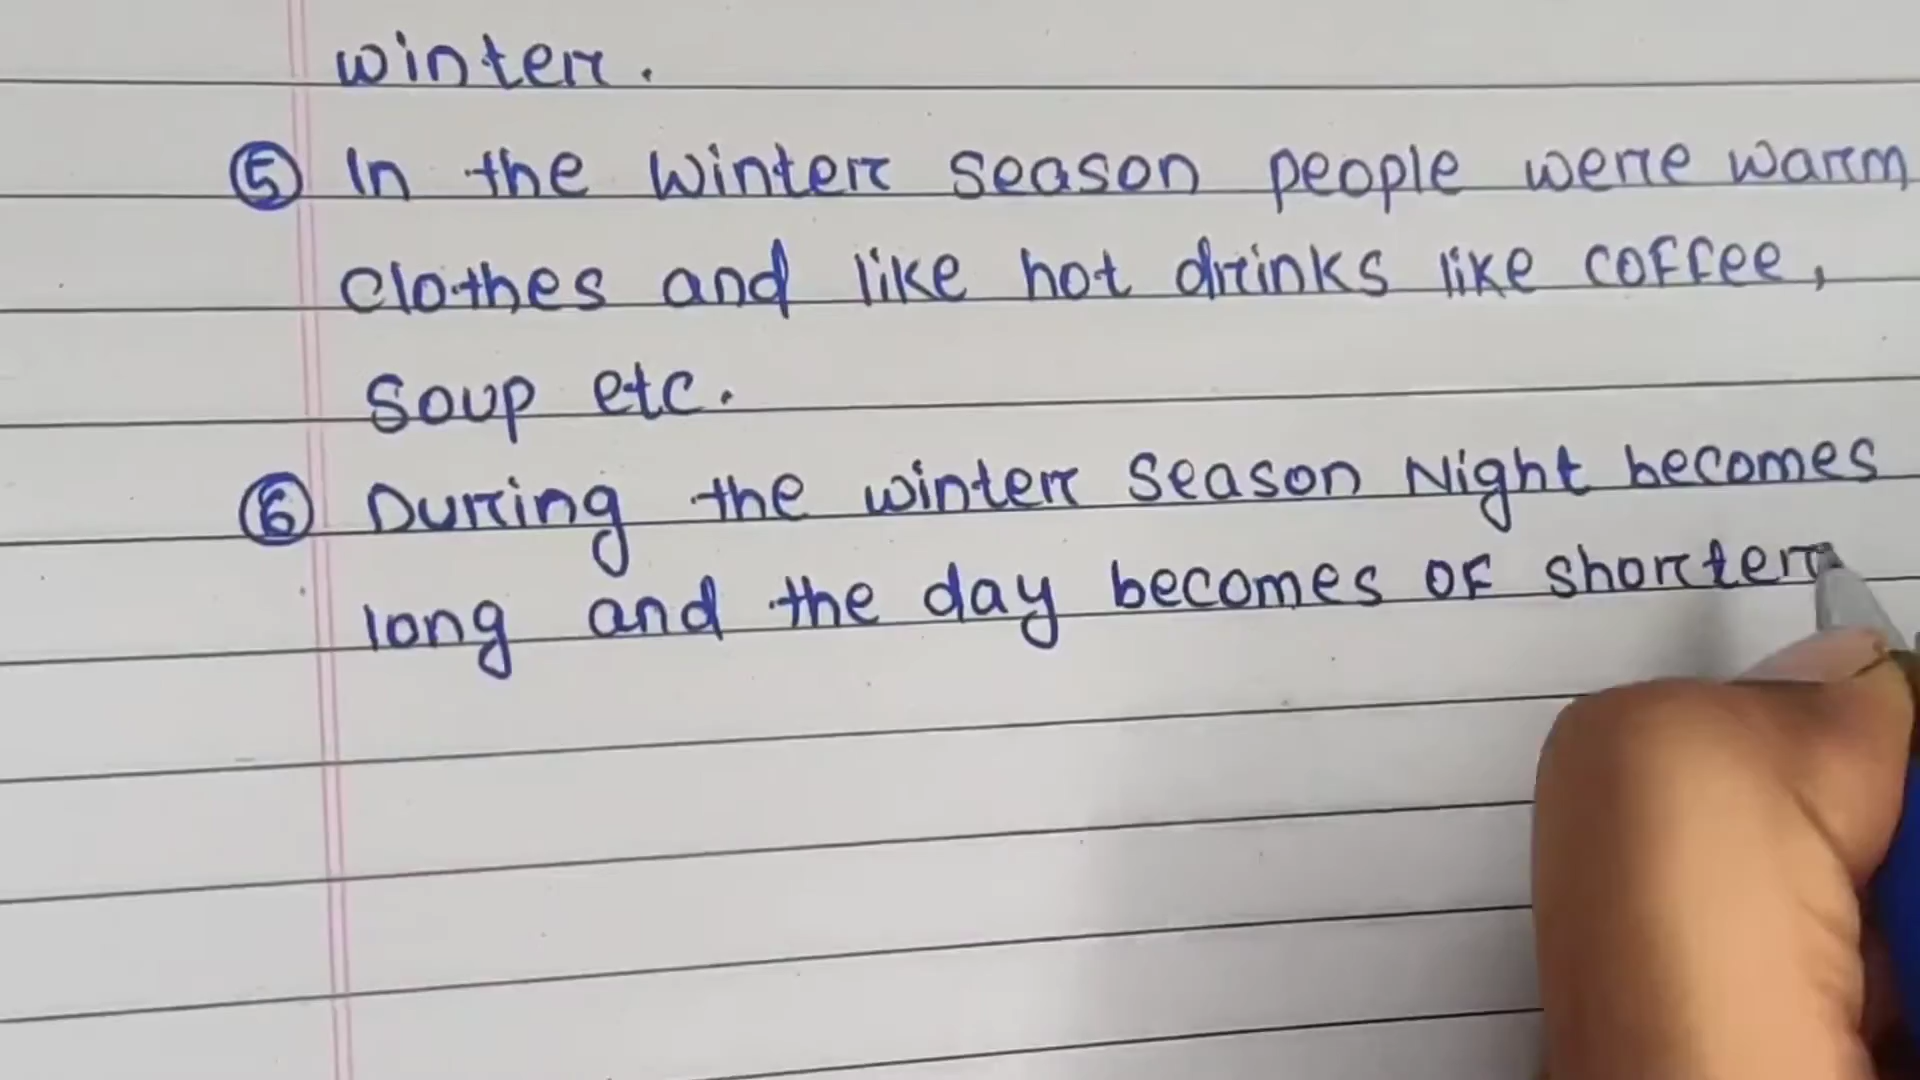 winter.
⑤ In the winter season people were warm
clothes and like hot drinks like coffee,
soup etc.
⑥ During the winter season Night becomes
long and the day becomes of shorter